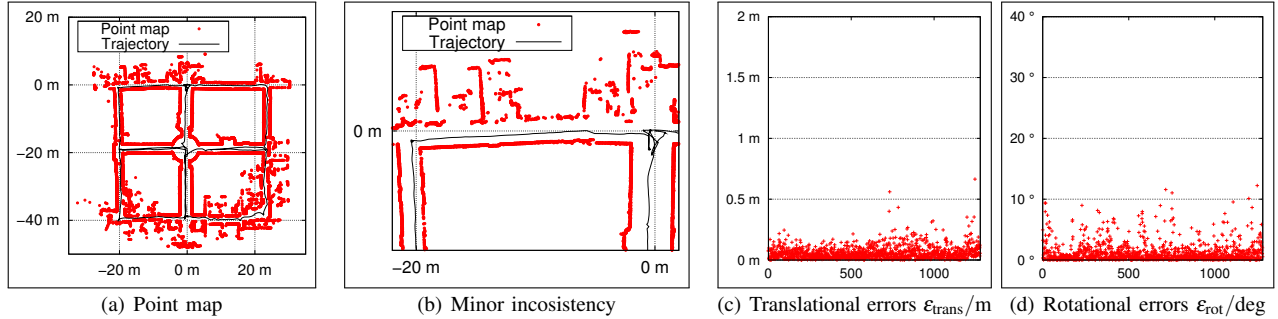 20 m
0 m
−20 m
−40 m
Point map
Trajectory
−20 m 0 m 20 m
(a) Point map
Point map
Trajectory
0 m
−20 m 0 m
(b) Minor incosistency
2 m
1.5 m
1 m
0.5 m
0 m
0 500 1000
(c) Translational errors εtrans/m
40 °
30 °
20 °
10 °
0 °
0 500 1000
(d) Rotational errors εrot/deg